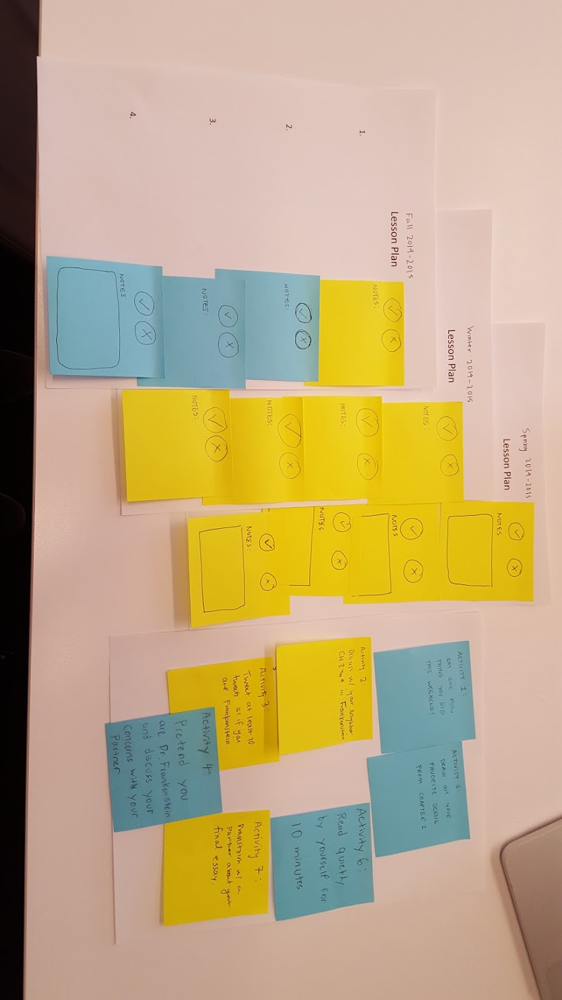 Fall 2014-2015
Lesson Plan
1.
2.
3.
4.
NOTES:
NOTES:
NOTES:
NOTES
Winter 2014-2015
Lesson Plan
NOTES:
NOTES:
NOTES:
NOTES:
Spring 2014-2015
Lesson Plan
NOTES
NOTES
NOTES
NOTES:
ACTIVITY 1:
SAY ONE FUN
THING YOU DID
THIS WEEKEND!
Activity 2:
Discuss w/ your neighbor
CH 3 + 4 in Frankenstein
Activity 3:
Tweet at least 10
tweets as if you
are Frankenstein.
Activity 4:
Pretend you
are Dr. Frankenstein
and discuss your
concerns with your
Partner
ACTIVITY 5:
DRAW OUT YOUR
FAVORITE SCENE
FROM CHAPTER 2
Activity 6:
Read quietly
by yourself for
10 minutes
Activity 7:
Brainstorm w/ a
partner about your
final essay.